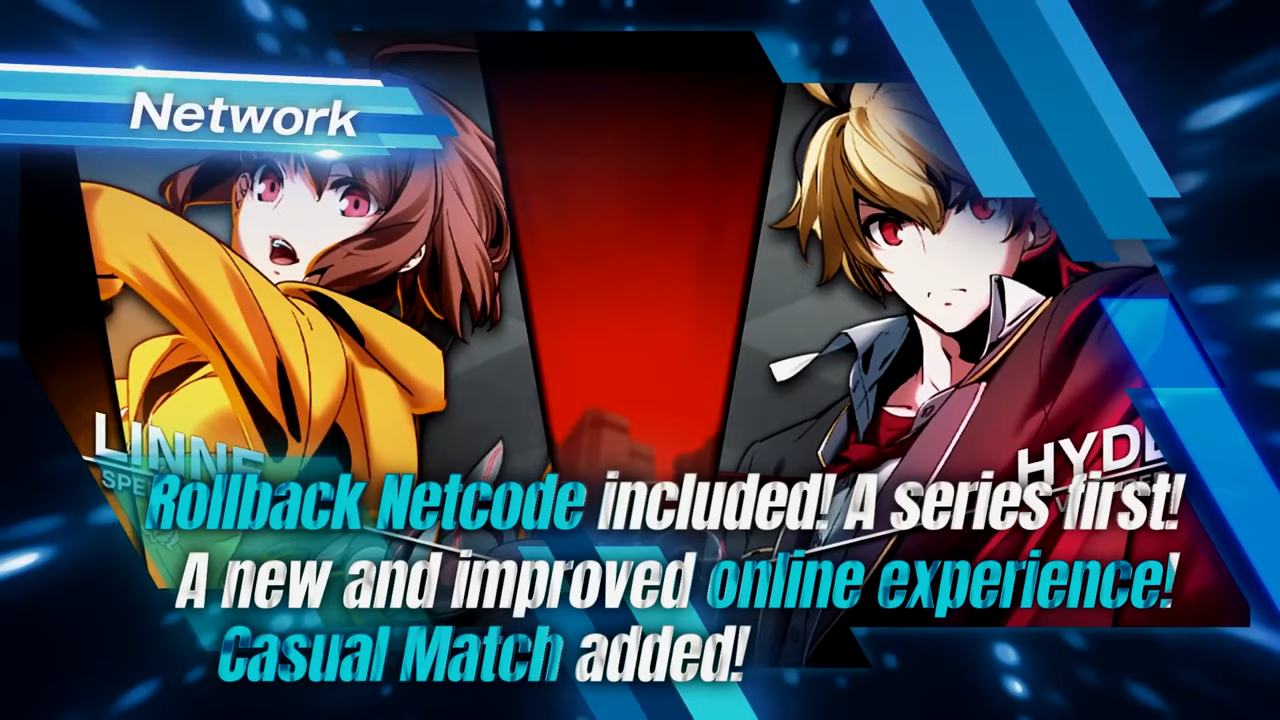 Network
LINNE
HYDE
Rollback Netcode included! A series first!
A new and improved online experience!
Casual Match added!